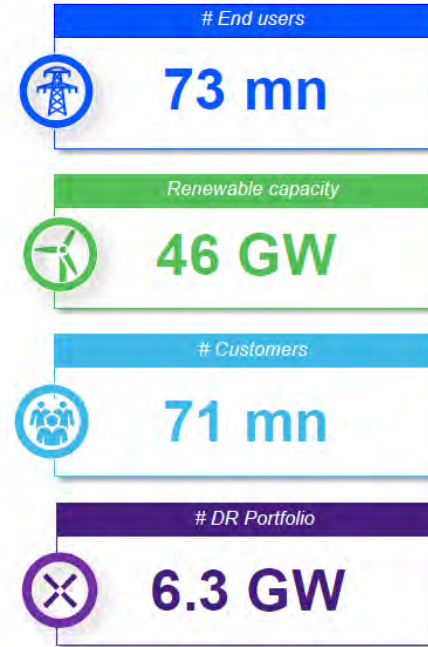 # End users
73 mn
Renewable capacity
46 GW
# Customers
71 mn
# DR Portfolio
6.3 GW